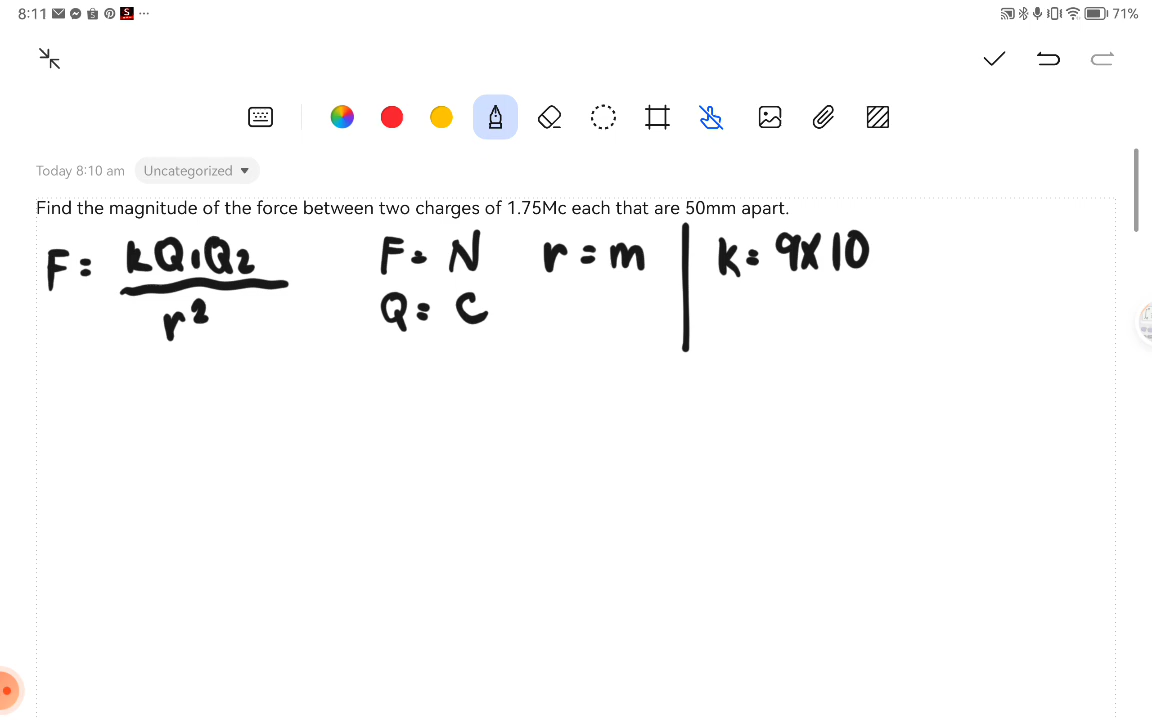 8:11 71%
Today 8:10 am Uncategorized
Find the magnitude of the force between two charges of 1.75Mc each that are 50mm apart.
F = kQ1Q2 / r² F = N r = m k = 9X10
Q = C